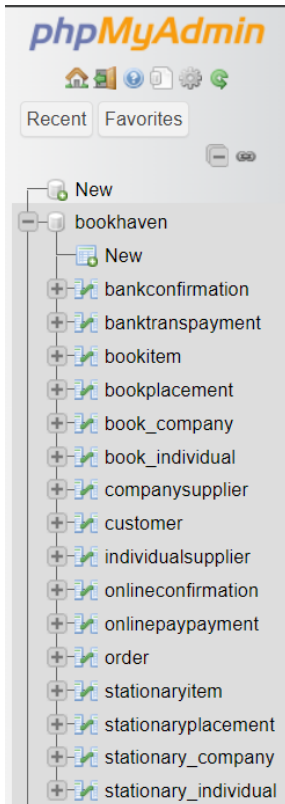 phpMyAdmin
Recent Favorites
New
bookhaven
New
bankconfirmation
banktranspayment
bookitem
bookplacement
book_company
book_individual
companysupplier
customer
individualsupplier
onlineconfirmation
onlinepaypayment
order
stationaryitem
stationaryplacement
stationary_company
stationary_individual